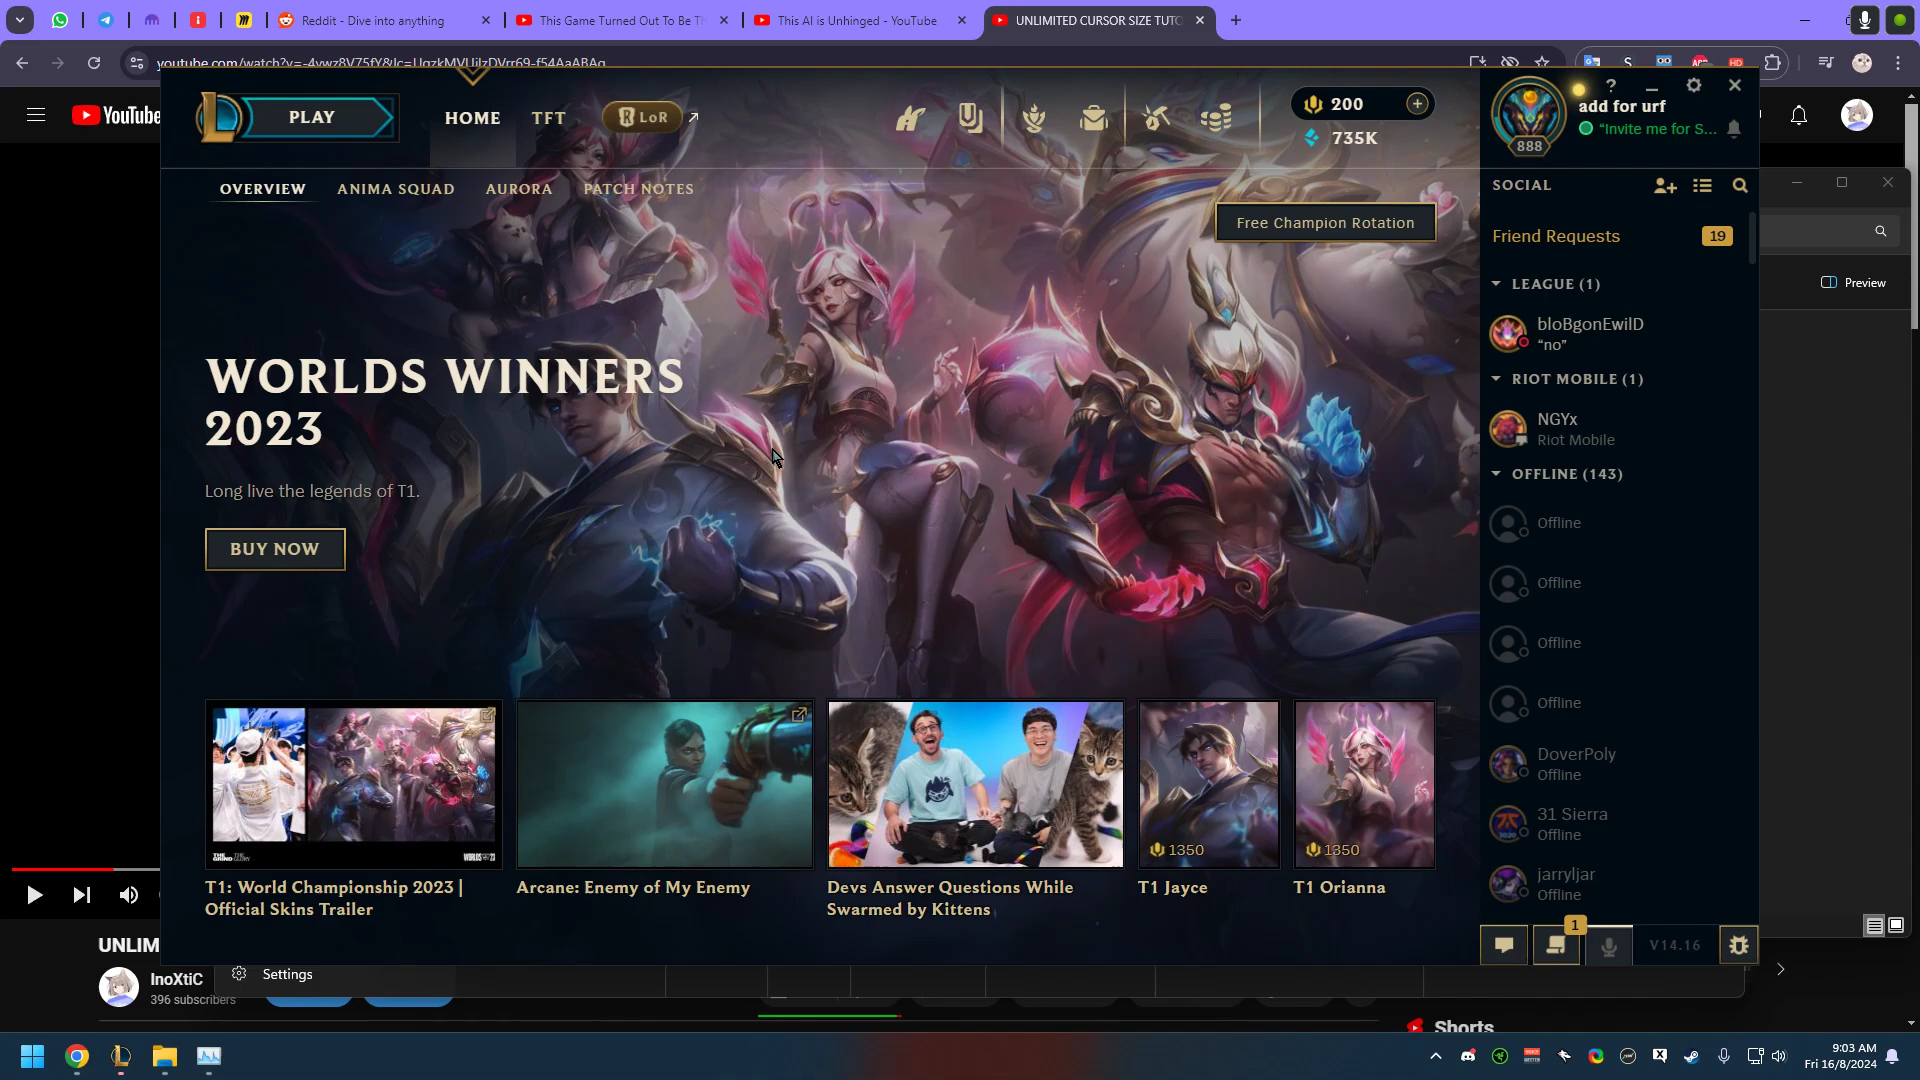 Reddit - Dive into anything
This Game Turned Out To Be Th
This AI is Unhinged - YouTube
UNLIMITED CURSOR SIZE TUTO
YouTube
PLAY
HOME
TFT
LoR
200
735K
add for urf
"Invite me for S...
888
OVERVIEW
ANIMA SQUAD
AURORA
PATCH NOTES
Free Champion Rotation
SOCIAL
Friend Requests
19
LEAGUE (1)
bloBgonEwilD
"no"
RIOT MOBILE (1)
NGYx
Riot Mobile
OFFLINE (143)
Offline
Offline
Offline
Offline
DoverPoly
Offline
31 Sierra
Offline
jarryljar
Offline
Preview
WORLDS WINNERS
2023
Long live the legends of T1.
BUY NOW
1350
1350
T1: World Championship 2023 |
Official Skins Trailer
Arcane: Enemy of My Enemy
Devs Answer Questions While
Swarmed by Kittens
T1 Jayce
T1 Orianna
1
V14.16
UNLIM
InoXtiC
396 subscribers
Settings
Shorts
9:03 AM
Fri 16/8/2024